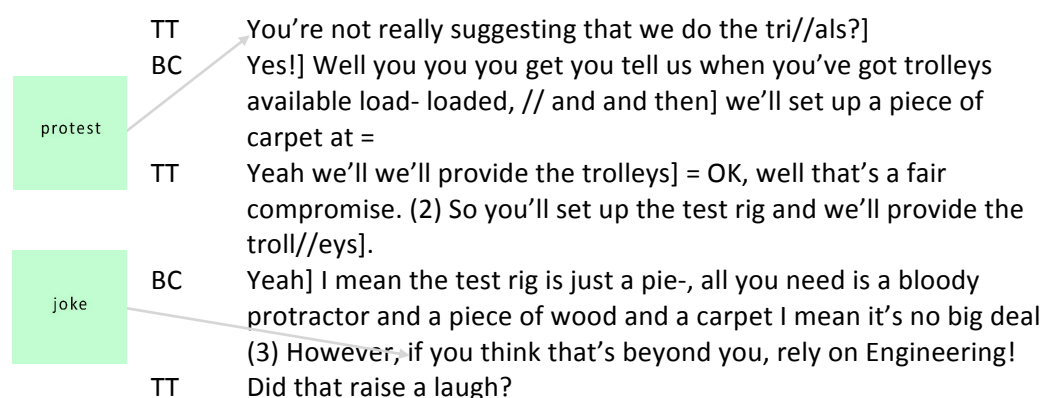 TT You're not really suggesting that we do the tri//als?]
BC Yes!] Well you you you get you tell us when you've got trolleys
available load- loaded, // and and then] we'll set up a piece of
protest
carpet at =
TT Yeah we'll we'll provide the trolleys] = OK, well that's a fair
compromise. (2) So you'll set up the test rig and we'll provide the
troll//eys].
BC Yeah] I mean the test rig is just a pie-, all you need is a bloody
joke
protractor and a piece of wood and a carpet I mean it's no big deal
(3) However, if you think that's beyond you, rely on Engineering!
TT Did that raise a laugh?